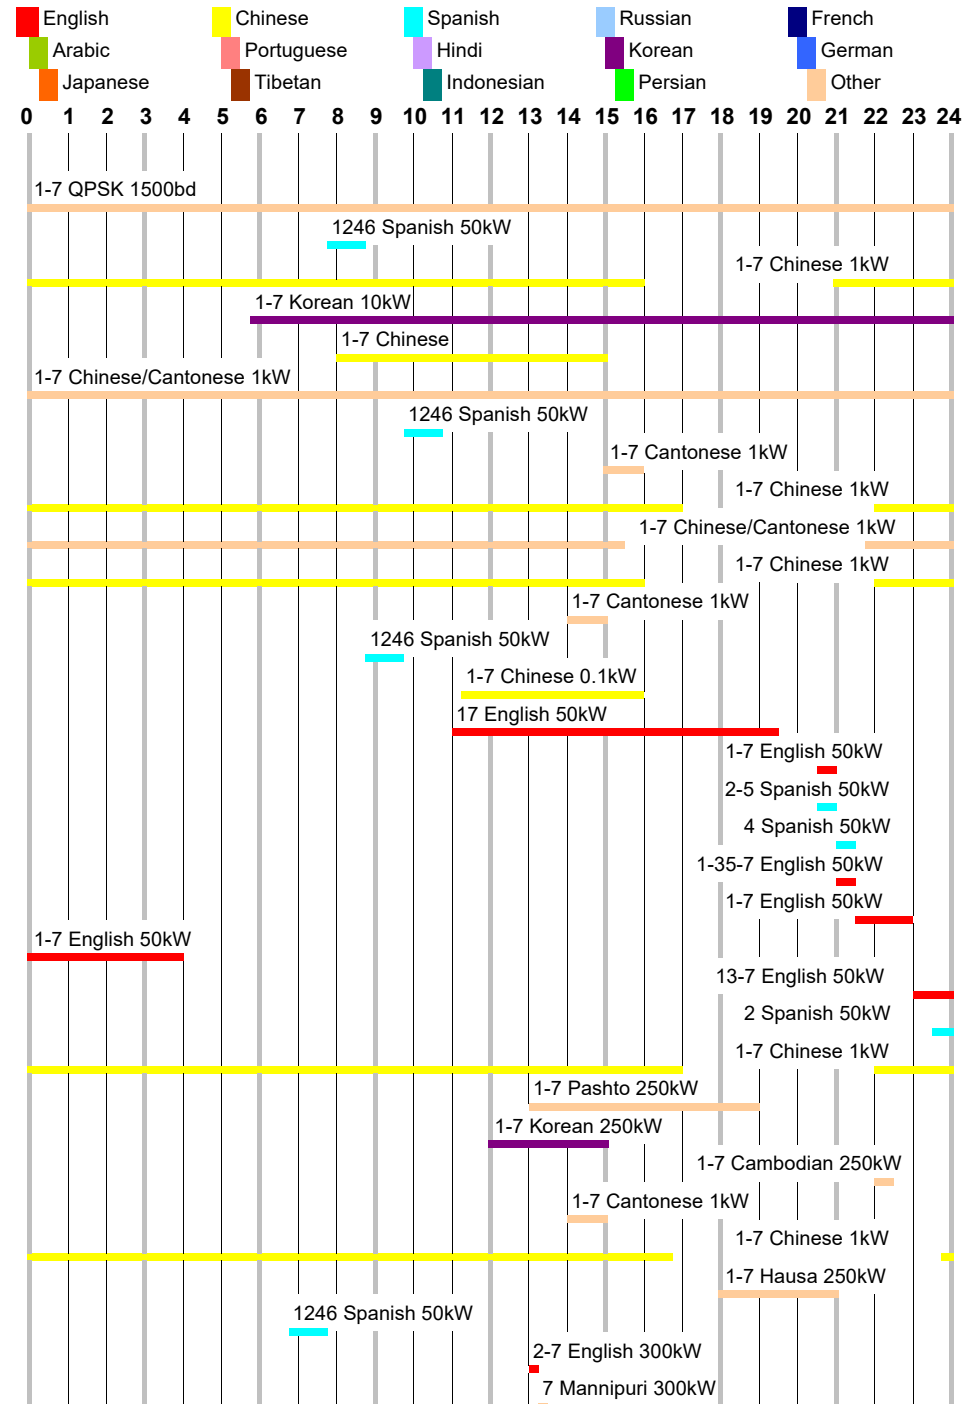 English Chinese Spanish Russian French
Arabic Portuguese Hindi Korean German
Japanese Tibetan Indonesian Persian Other
0 1 2 3 4 5 6 7 8 9 10 11 12 13 14 15 16 17 18 19 20 21 22 23 24
1-7 QPSK 1500bd
1246 Spanish 50kW
1-7 Chinese 1kW
1-7 Korean 10kW
1-7 Chinese
1-7 Chinese/Cantonese 1kW
1246 Spanish 50kW
1-7 Cantonese 1kW
1-7 Chinese 1kW
1-7 Chinese/Cantonese 1kW
1-7 Chinese 1kW
1-7 Cantonese 1kW
1246 Spanish 50kW
1-7 Chinese 0.1kW
17 English 50kW
1-7 English 50kW
2-5 Spanish 50kW
4 Spanish 50kW
1-35-7 English 50kW
1-7 English 50kW
1-7 English 50kW
13-7 English 50kW
2 Spanish 50kW
1-7 Chinese 1kW
1-7 Pashto 250kW
1-7 Korean 250kW
1-7 Cambodian 250kW
1-7 Cantonese 1kW
1-7 Chinese 1kW
1-7 Hausa 250kW
1246 Spanish 50kW
2-7 English 300kW
7 Mannipuri 300kW